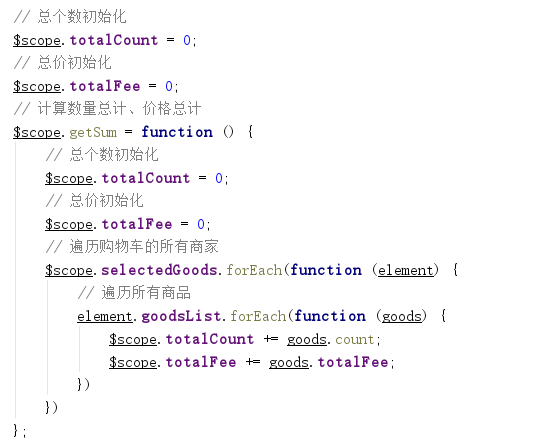 // 总个数初始化
$scope.totalCount = 0;
// 总价初始化
$scope.totalFee = 0;
// 计算数量总计、价格总计
$scope.getSum = function () {
    // 总个数初始化
    $scope.totalCount = 0;
    // 总价初始化
    $scope.totalFee = 0;
    // 遍历购物车的所有商家
    $scope.selectedGoods.forEach(function (element) {
        // 遍历所有商品
        element.goodsList.forEach(function (goods) {
            $scope.totalCount += goods.count;
            $scope.totalFee += goods.totalFee;
        })
    })
};